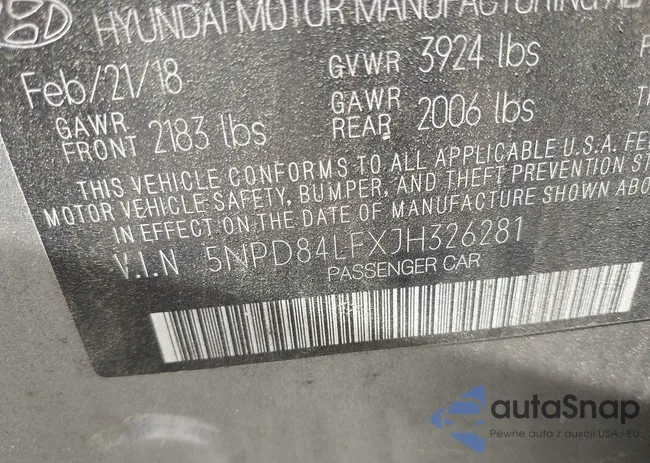 HYUNDAI MOTOR MANUFACTURING
Feb/21/18
GVWR 3924 lbs
GAWR FRONT 2183 lbs
GAWR REAR 2006 lbs
THIS VEHICLE CONFORMS TO ALL APPLICABLE U.S.A. FE
MOTOR VEHICLE SAFETY, BUMPER, AND THEFT PREVENTION ST
IN EFFECT ON THE DATE OF MANUFACTURE SHOWN ABO
V.I.N 5NPD84LFXJH326281
PASSENGER CAR
autaSnap
Pewne auta z aukcji USA i EU